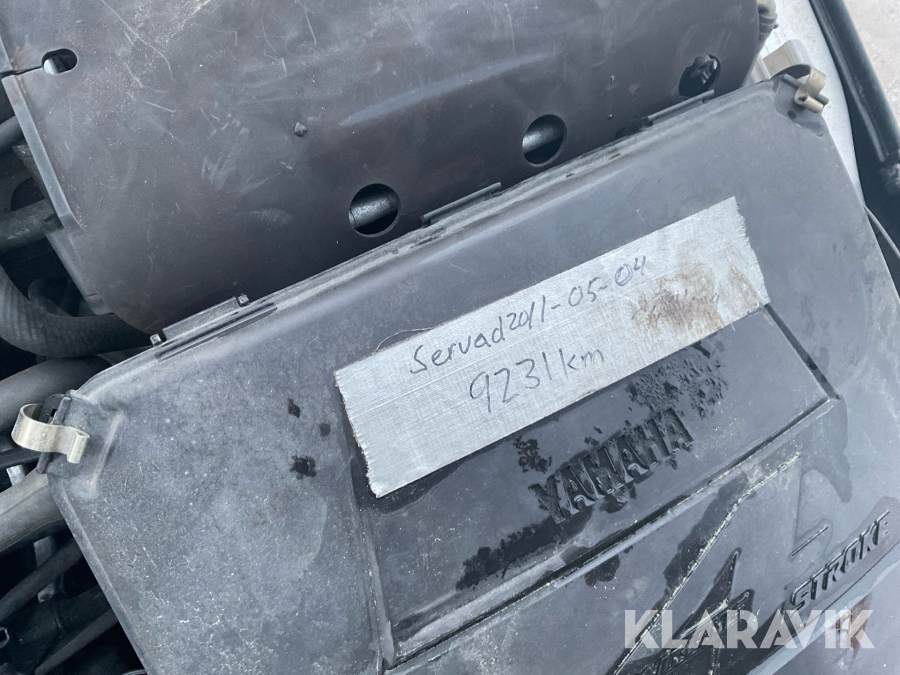 Servad 2011-05-04
9231 km
YAMAHA
STROKE
KLARAVIK